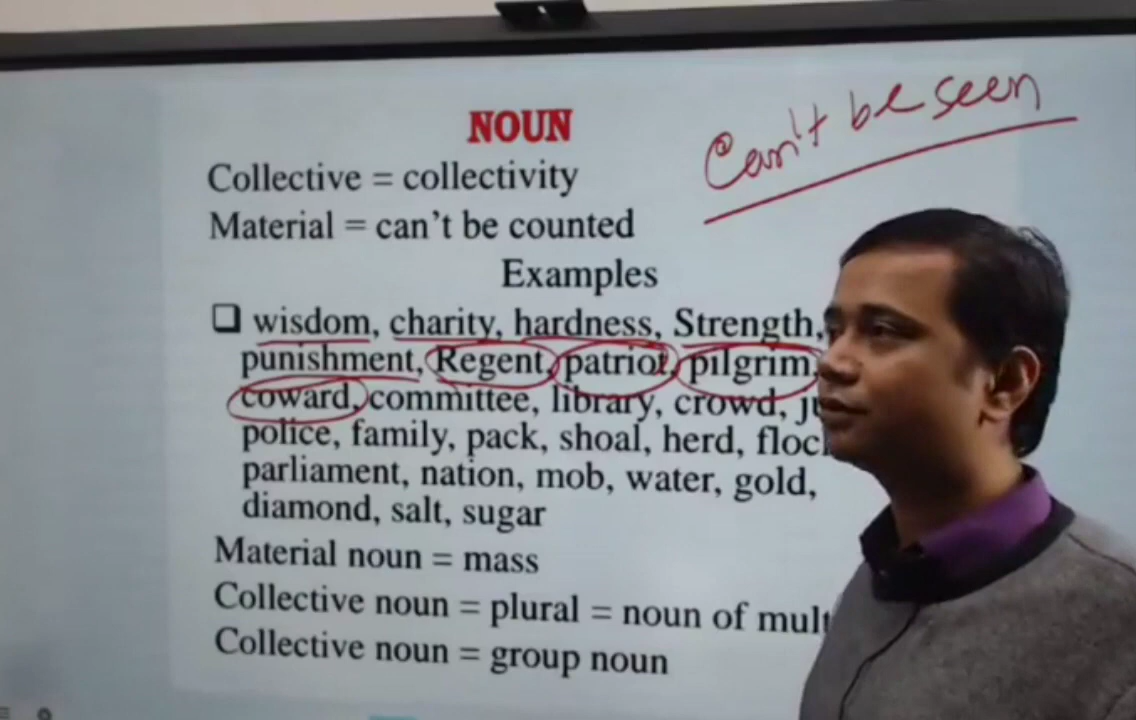 NOUN
Can't be seen
Collective = collectivity
Material = can't be counted
Examples
❑ wisdom, charity, hardness, Strength,
punishment, Regent, patriot, pilgrim,
coward, committee, library, crowd,
police, family, pack, shoal, herd,
parliament, nation, mob, water, gold,
diamond, salt, sugar
Material noun = mass
Collective noun = plural = noun of
Collective noun = group noun